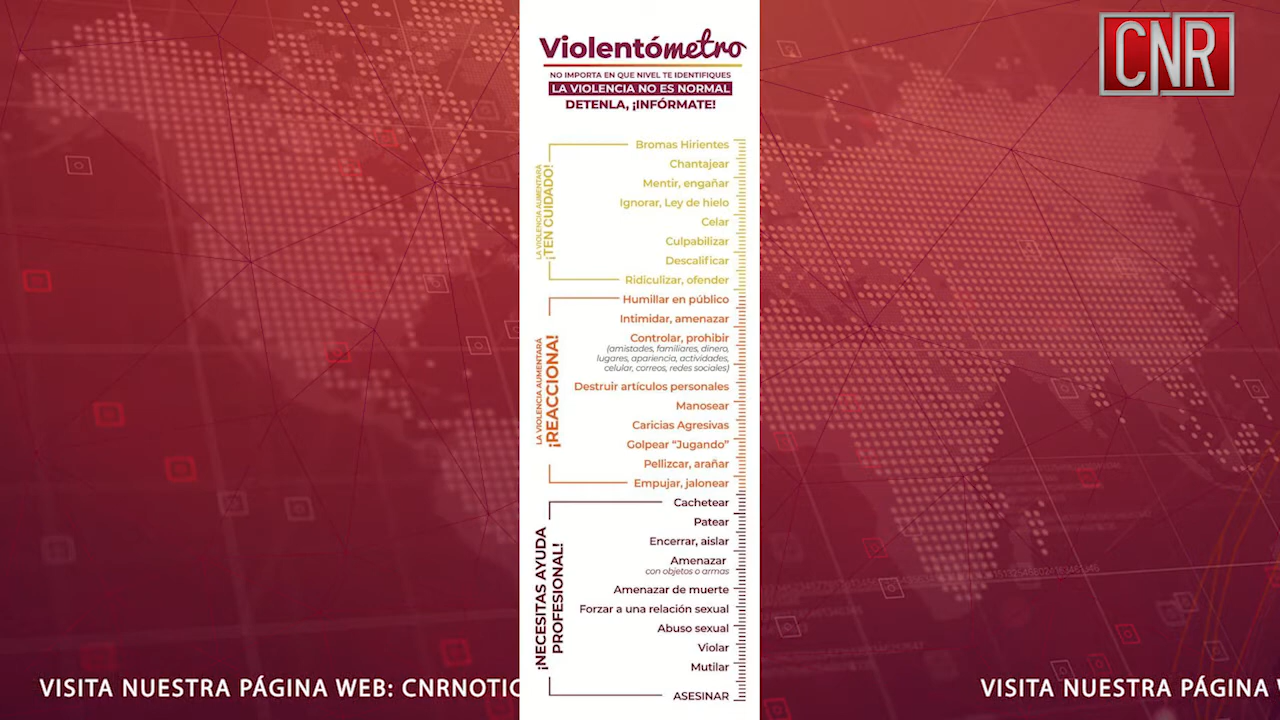 CNR
Violentómetro
NO IMPORTA EN QUE NIVEL TE IDENTIFIQUES
LA VIOLENCIA NO ES NORMAL
DETENLA, ¡INFÓRMATE!
LA VIOLENCIA AUMENTARÁ
¡TEN CUIDADO!
Bromas Hirientes
Chantajear
Mentir, engañar
Ignorar, Ley de hielo
Celar
Culpabilizar
Descalificar
Ridiculizar, ofender
LA VIOLENCIA AUMENTARÁ
¡REACCIONA!
Humillar en público
Intimidar, amenazar
Controlar, prohibir
(amistades, familiares, dinero,
lugares, apariencia, actividades,
celular, correos, redes sociales)
Destruir artículos personales
Manosear
Caricias Agresivas
Golpear “Jugando”
Pellizcar, arañar
Empujar, jalonear
¡NECESITAS AYUDA
PROFESIONAL!
Cachetear
Patear
Encerrar, aislar
Amenazar
con objetos o armas
Amenazar de muerte
Forzar a una relación sexual
Abuso sexual
Violar
Mutilar
ASESINAR
VISITA NUESTRA PÁGINA WEB: CNRNOTIC
VISITA NUESTRA PÁGINA